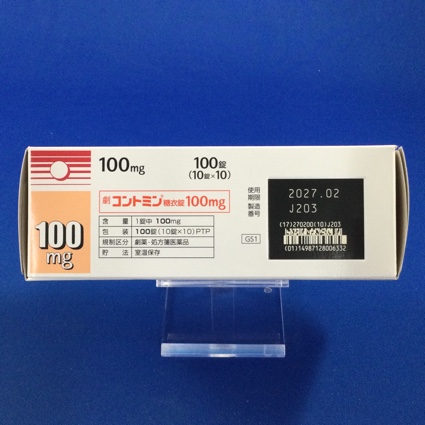 100mg
100錠
(10錠×10)
劇 コントミン®糖衣錠100mg
含 量 1錠中 100mg
包 装 100錠(10錠×10)PTP
規制区分 劇薬・処方箋医薬品
貯 法 室温保存
100
mg
GS1
使用
期限
製造
番号
2027.02
J203
(17)270200(10)J203
(01)14987128006332